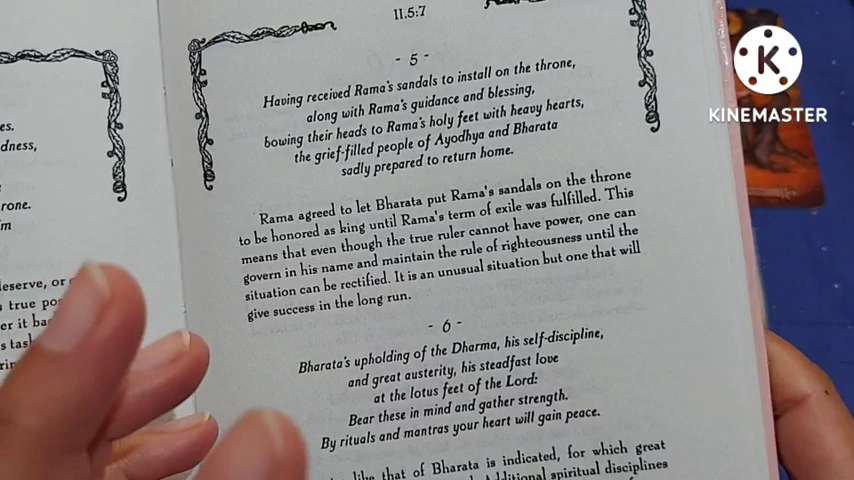 es.
dness,
rone.
im
deserve, or
s true pos
er it ba
s tas
rin
II.5:7
- 5 -
Having received Rama's sandals to install on the throne,
along with Rama's guidance and blessing,
bowing their heads to Rama's holy feet with heavy hearts,
the grief-filled people of Ayodhya and Bharata
sadly prepared to return home.
Rama agreed to let Bharata put Rama's sandals on the throne
to be honored as king until Rama's term of exile was fulfilled. This
means that even though the true ruler cannot have power, one can
govern in his name and maintain the rule of righteousness until the
situation can be rectified. It is an unusual situation but one that will
give success in the long run.
- 6 -
Bharata's upholding of the Dharma, his self-discipline,
and great austerity, his steadfast love
at the lotus feet of the Lord:
Bear these in mind and gather strength.
By rituals and mantras your heart will gain peace.
like that of Bharata is indicated, for which great
Additional spiritual disciplines
K
KINEMASTER